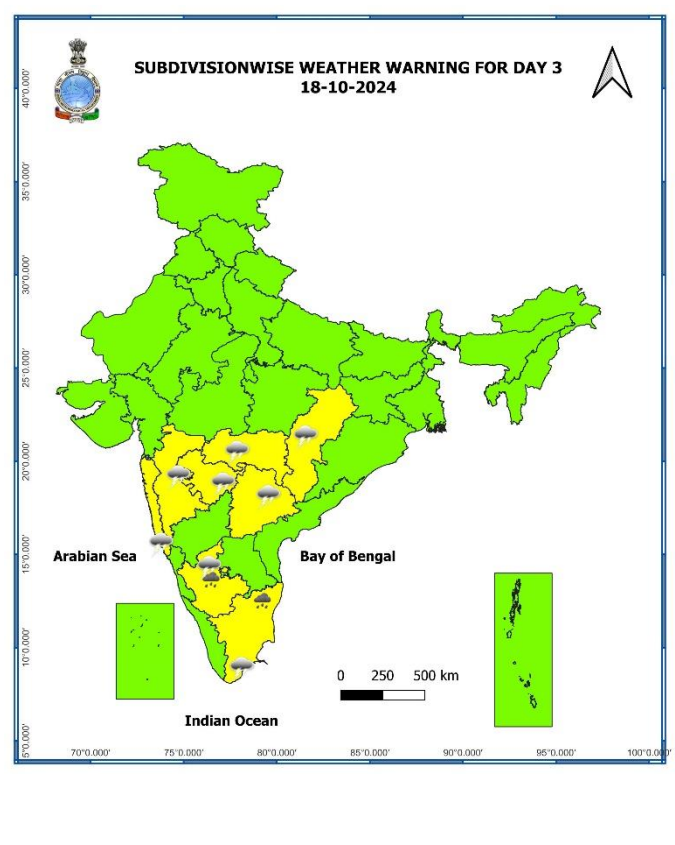 SUBDIVISIONWISE WEATHER WARNING FOR DAY 3
18-10-2024
40°0.000'
35°0.000'
30°0.000'
25°0.000'
20°0.000'
15°0.000'
10°0.000'
5°0.000'
Arabian Sea
Bay of Bengal
0 250 500 km
Indian Ocean
70°0.000' 75°0.000' 80°0.000' 85°0.000' 90°0.000' 95°0.000' 100°0.000'